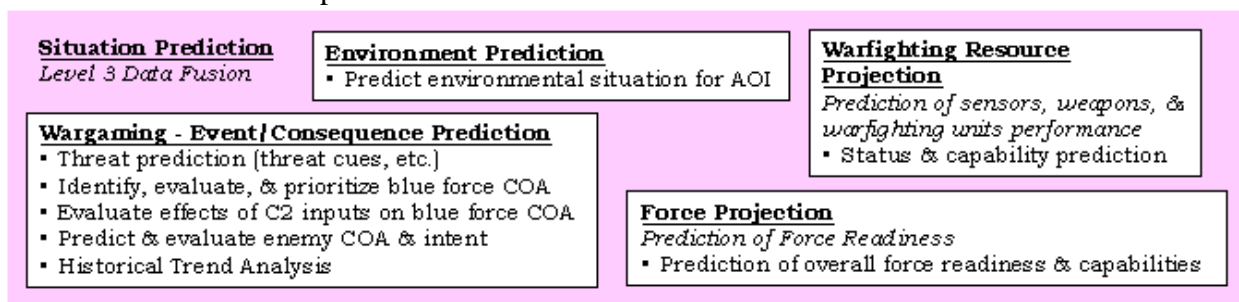 Situation Prediction
Level 3 Data Fusion
Environment Prediction
▪ Predict environmental situation for AOI
Warfighting Resource
Projection
Prediction of sensors, weapons, &
warfighting units performance
▪ Status & capability prediction
Wargaming - Event/Consequence Prediction
▪ Threat prediction (threat cues, etc.)
▪ Identify, evaluate, & prioritize blue force COA
▪ Evaluate effects of C2 inputs on blue force COA
▪ Predict & evaluate enemy COA & intent
▪ Historical Trend Analysis
Force Projection
Prediction of Force Readiness
▪ Prediction of overall force readiness & capabilities